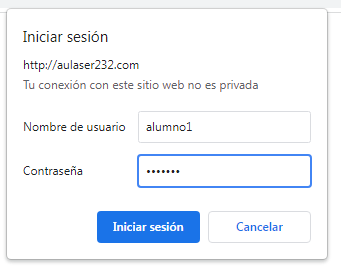 Iniciar sesión
http://aulaser232.com
Tu conexión con este sitio web no es privada
Nombre de usuario alumno1
Contraseña •••••••
Iniciar sesión Cancelar